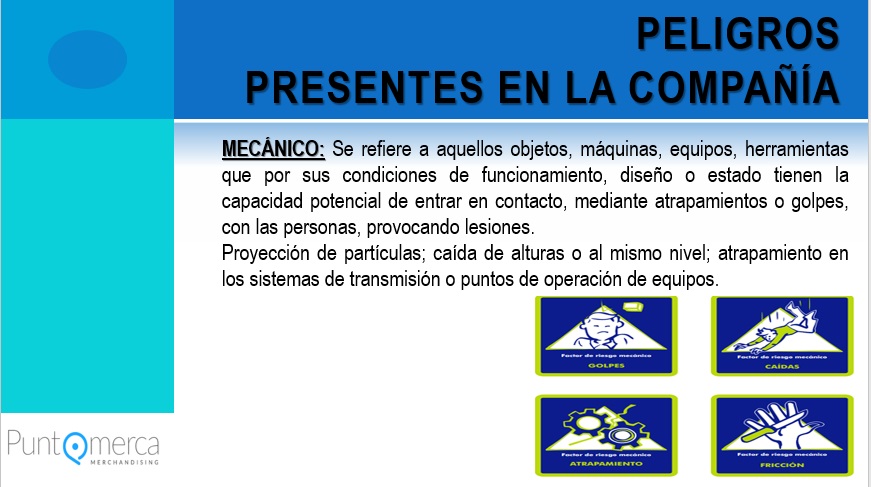 PELIGROS
PRESENTES EN LA COMPAÑÍA
MECÁNICO: Se refiere a aquellos objetos, máquinas, equipos, herramientas
que por sus condiciones de funcionamiento, diseño o estado tienen la
capacidad potencial de entrar en contacto, mediante atrapamientos o golpes,
con las personas, provocando lesiones.
Proyección de partículas; caída de alturas o al mismo nivel; atrapamiento en
los sistemas de transmisión o puntos de operación de equipos.
Factor de riesgo mecánico
GOLPES
Factor de riesgo mecánico
CAÍDAS
Factor de riesgo mecánico
ATRAPAMIENTO
Factor de riesgo mecánico
FRICCIÓN
Puntomerca
MERCHANDISING